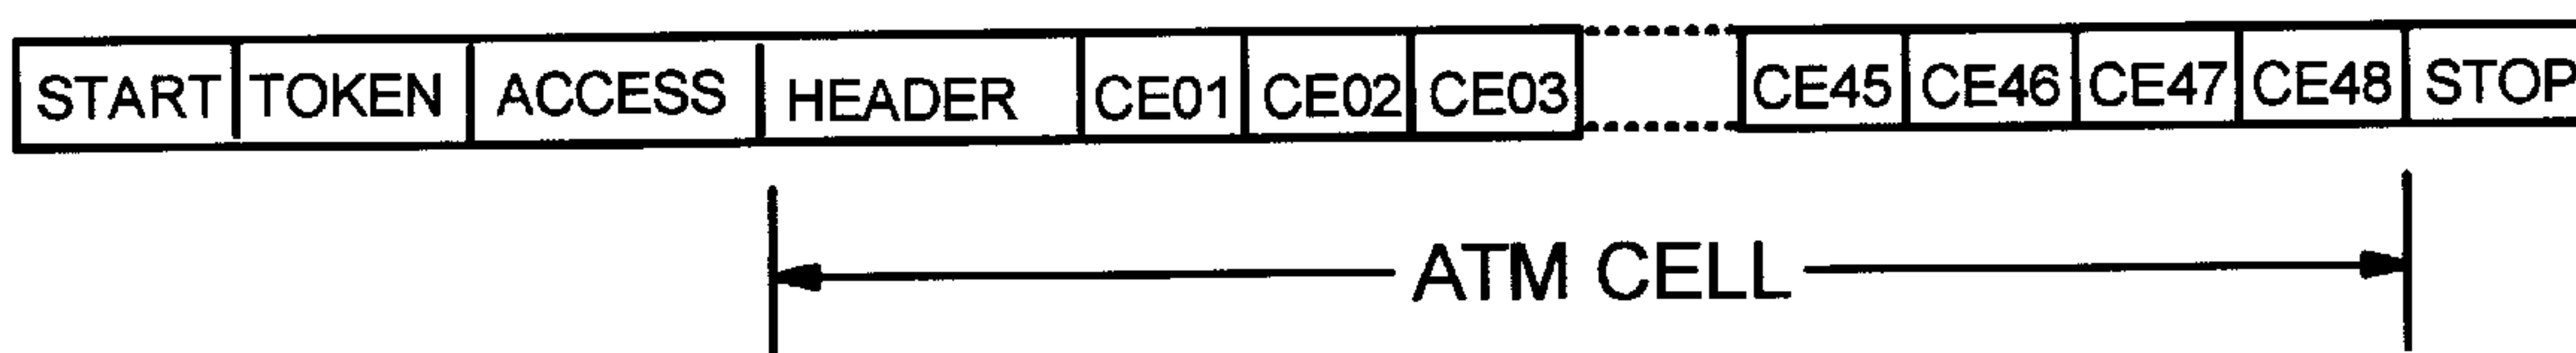 START TOKEN ACCESS HEADER CE01 CE02 CE03 CE45 CE46 CE47 CE48 STOP
ATM CELL